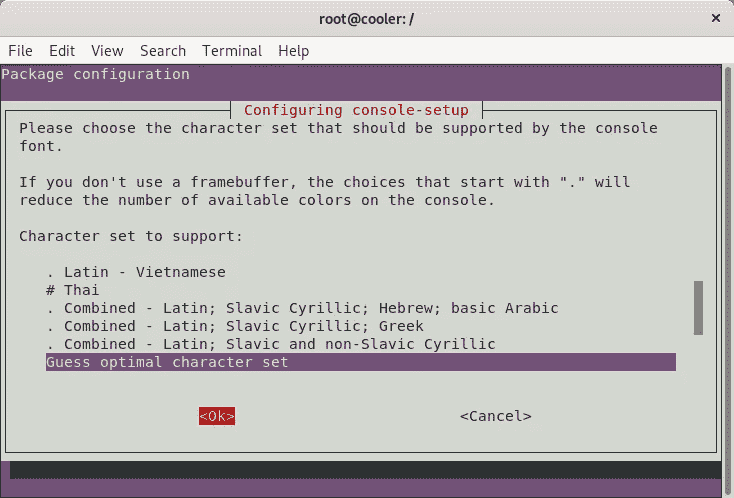 root@cooler: /
×
File Edit View Search Terminal Help
Package configuration
Configuring console-setup
Please choose the character set that should be supported by the console
font.
If you don't use a framebuffer, the choices that start with "." will
reduce the number of available colors on the console.
Character set to support:
. Latin - Vietnamese
# Thai
. Combined - Latin; Slavic Cyrillic; Hebrew; basic Arabic
. Combined - Latin; Slavic Cyrillic; Greek
. Combined - Latin; Slavic and non-Slavic Cyrillic
Guess optimal character set
<Ok> <Cancel>